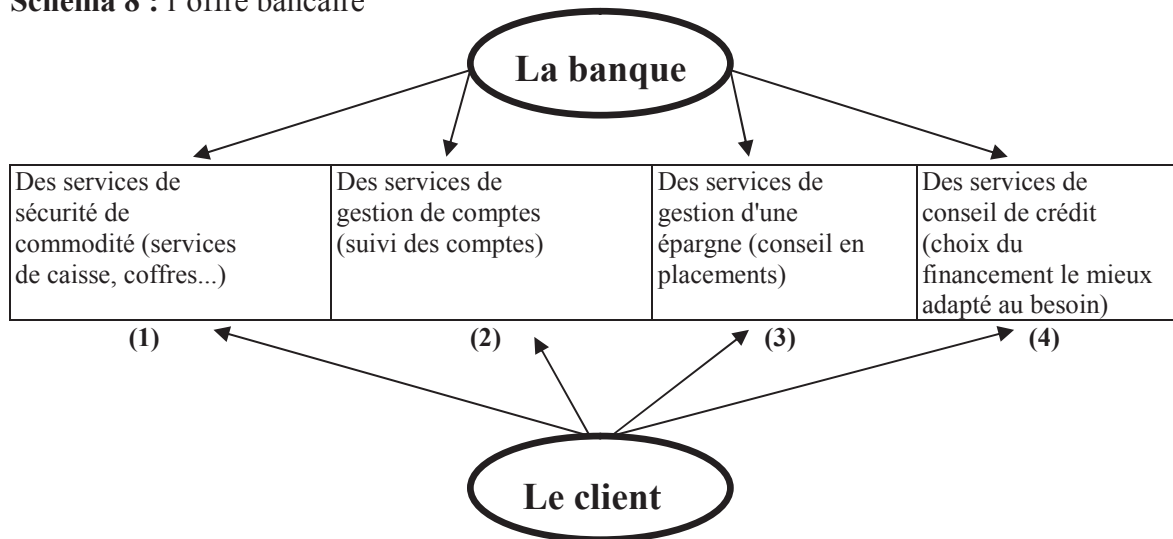 Schéma 8 : l'offre bancaire
La banque
Des services de
sécurité de
commodité (services
de caisse, coffres...)
Des services de
gestion de comptes
(suivi des comptes)
Des services de
gestion d'une
épargne (conseil en
placements)
Des services de
conseil de crédit
(choix du
financement le mieux
adapté au besoin)
(1)
(2)
(3)
(4)
Le client